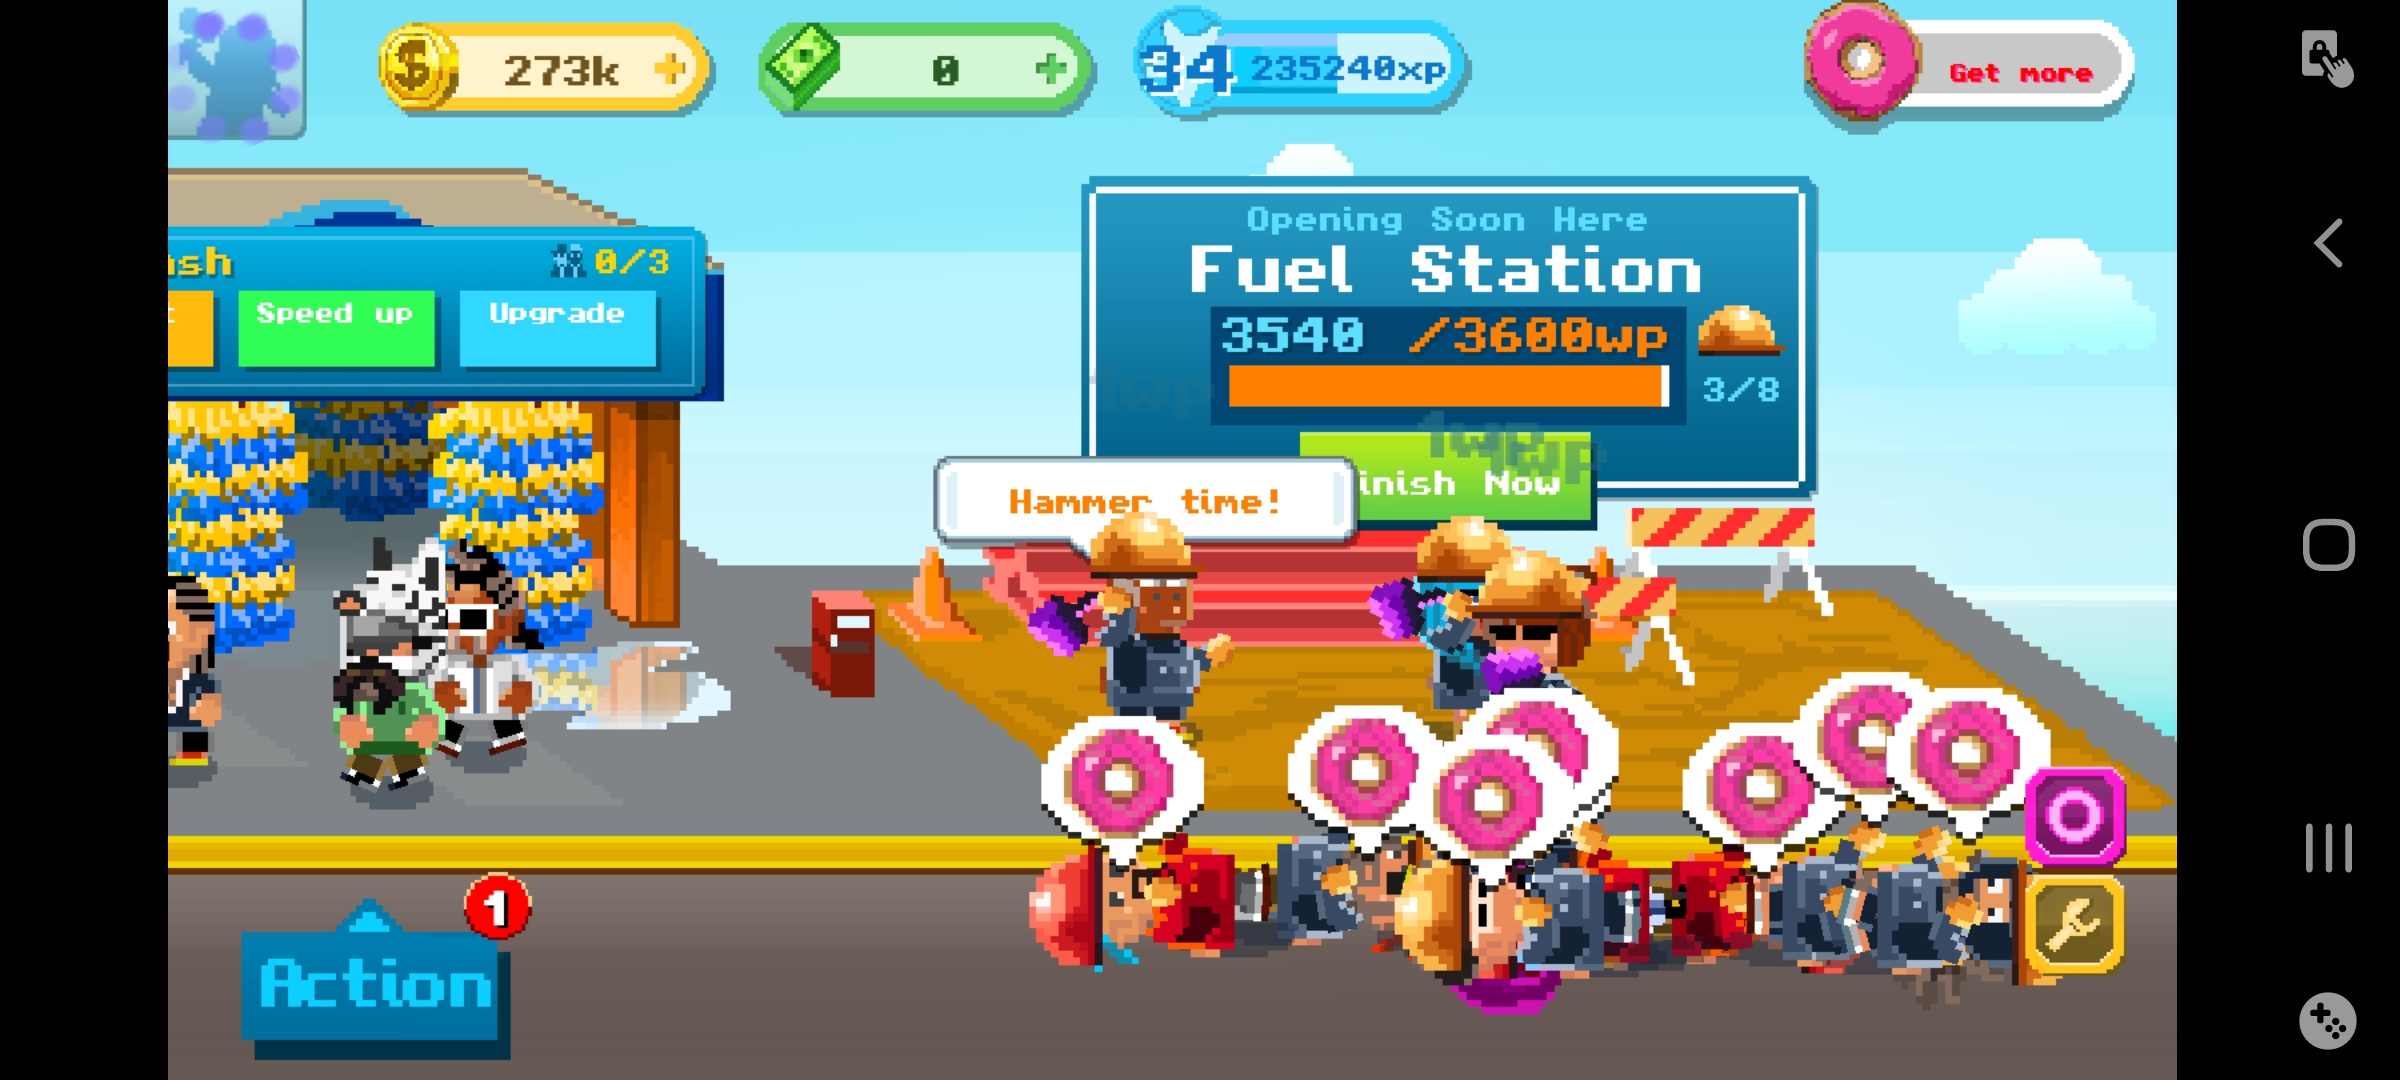 273k
0
34 235240xp
Get more
Opening Soon Here
Fuel Station
3540 /3600wp
3/8
0/3
Speed up
Upgrade
1wp
Hammer time!
inish Now
1
Action